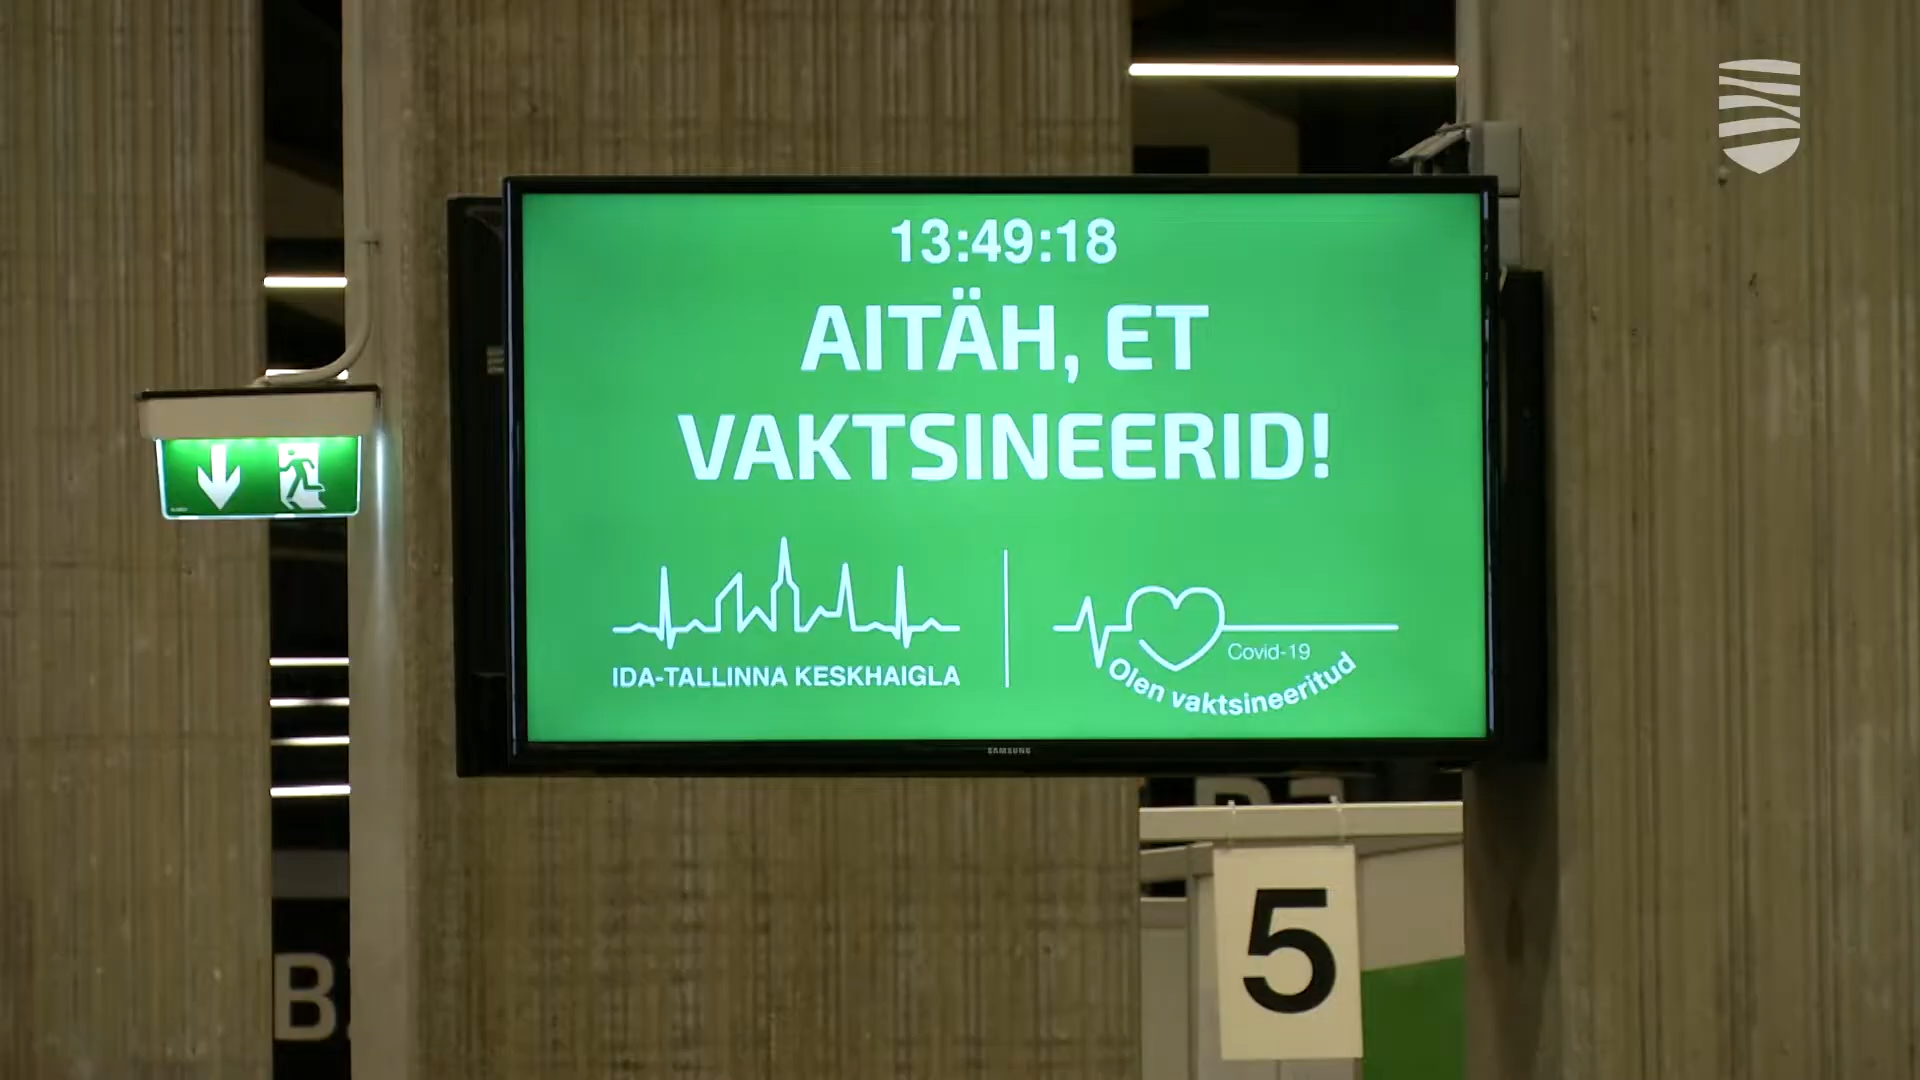 13:49:18
AITÄH, ET
VAKTSINEERID!
IDA-TALLINNA KESKHAIGLA
Covid-19
Olen vaktsineeritud
SAMSUNG
5